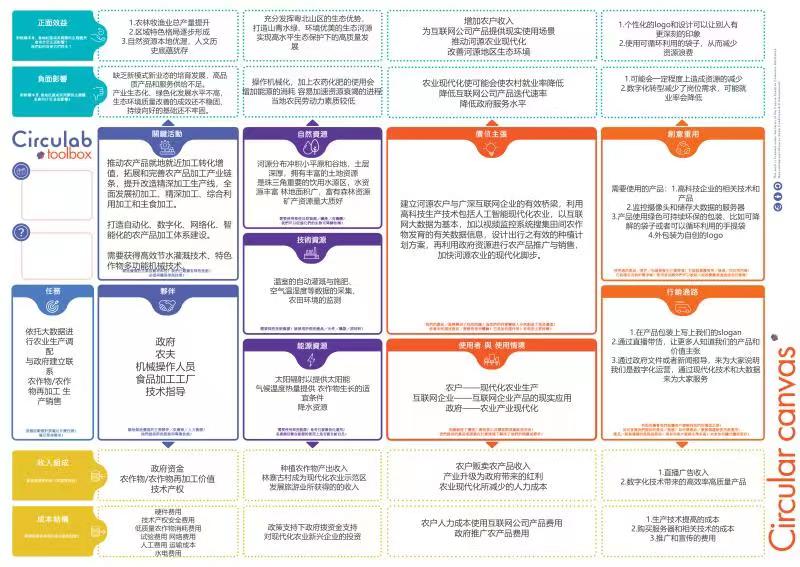 正面效益
1.农林牧渔业总产量提升
2.区域特色格局逐步形成
3.自然资源本地优渥，人文历
史底蕴犹存
充分发挥粤北山区的生态优势，
打造山青水绿、环境优美的生态河源
实现高水平生态保护下的高质量发
展
增加农户收入
为互联网公司产品提供现实使用场景
推动河源农业现代化
改善河源地区生态环境
1.个性化的logo和设计可以让别人有
更深刻的印象
2.使用可循环利用的袋子，从而减少
资源浪费
負面影響
缺乏新模式新业态的培育发展，高品
质产品和服务供给不足。
产业生态化、绿色化发展水平不高，
生态环境质量改善的成效还不稳固，
持续向好的基础还不牢固。
操作机械化，加上农药化肥的使用会
增加能源的消耗 容易加速资源衰竭的进程
当地农民劳动力素质较低
农业现代化使可能会使农村就业率降低
降低互联网公司产品迭代速率
降低政府服务水平
1.可能会一定程度上造成资源的减少
2.数字化转型减少了岗位需求，可能就
业率会降低
Circulab
toolbox
關鍵活動
推动农产品就地就近加工转化增
值，拓展和完善农产品加工产业链
条，提升改造精深加工生产线，全
面发展初加工、精深加工、综合利
用加工和主食加工。
打造自动化、数字化、网络化、智
能化的农产品加工体系建设。
需要获得高效节水灌溉技术、特色
作物多功能机械技术。
自然資源
河源分布冲积小平原和谷地，土层
深厚，拥有丰富的土地资源
是珠三角重要的饮用水源区，水资
源丰富 林地面积广，富有森林资源
矿产资源量大质好
技術資源
温室的自动灌溉与施肥、
空气温湿度等数据的采集、
农田环境的监测
能源資源
太阳辐射以提供太阳能
气候温度热量提供 农作物生长的适
宜条件
降水资源
價值主張
建立河源农户与广深互联网企业的有效桥梁，利用
高科技生产技术包括人工智能现代化农业，以互联
网大数据为基本，加以视频监控系统搜集田间农作
物发育的有关数据信息，设计出行之有效的种植计
划方案，再利用政府资源进行农产品推广与销售，
加快河源农业的现代化脚步。
創意重用
需要使用的产品：1.高科技企业的相关技术和
产品
2.监控摄像头和储存大数据的服务器
3.产品使用绿色可持续环保的包装，比如可降
解的袋子或者可以循环利用的手提袋
4.外包装为自创的logo
任務
依托大数据进
行农业生产调
配
与政府建立联
系
农作物/农作
物再加工 生
产销售
夥伴
政府
农夫
机械操作人员
食品加工工厂
技术指导
使用者 與 使用情境
农户——现代化农业生产
互联网企业——互联网企业产品的现实应用
政府——农业产业现代化
行銷通路
1.在产品包装上写上我们的slogan
2.通过直播带货，让更多人知道我们的产品和
价值主张
3.通过政府文件或者新闻报导，来为大家说明
我们是数字化运营，通过现代化技术和大数据
来为大家服务
Circular canvas
收入組成
政府资金
农作物/农作物再加工价值
技术产权
种植农作物产出收入
林寨古村成为现代化农业示范区
发展旅游业所获得的的收入
农户贩卖农产品收入
产业升级为政府带来的红利
农业现代化所减少的人力成本
1.直播广告收入
2.数字化技术带来的高效率高质量产品
成本結構
硬件费用
技术产权安全费用
低质量农作物消耗费用
试验费用 网络费用
人工费用 运输成本
水电费用
政策支持下政府拨资金支持
对现代化农业新兴企业的投资
农户人力成本使用互联网公司产品费用
政府推广农产品费用
1.生产技术提高的成本
2.购买服务器和相关技术的成本
3.推广和宣传的费用